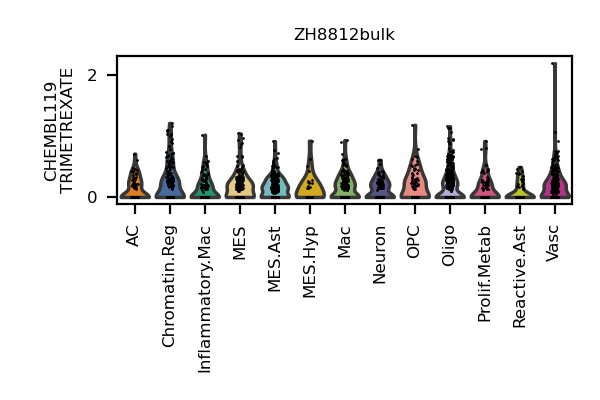 ZH8812bulk
CHEMBL119
TRIMETREXATE
2
0
AC
Chromatin.Reg
Inflammatory.Mac
MES
MES.Ast
MES.Hyp
Mac
Neuron
OPC
Oligo
Prolif.Metab
Reactive.Ast
Vasc